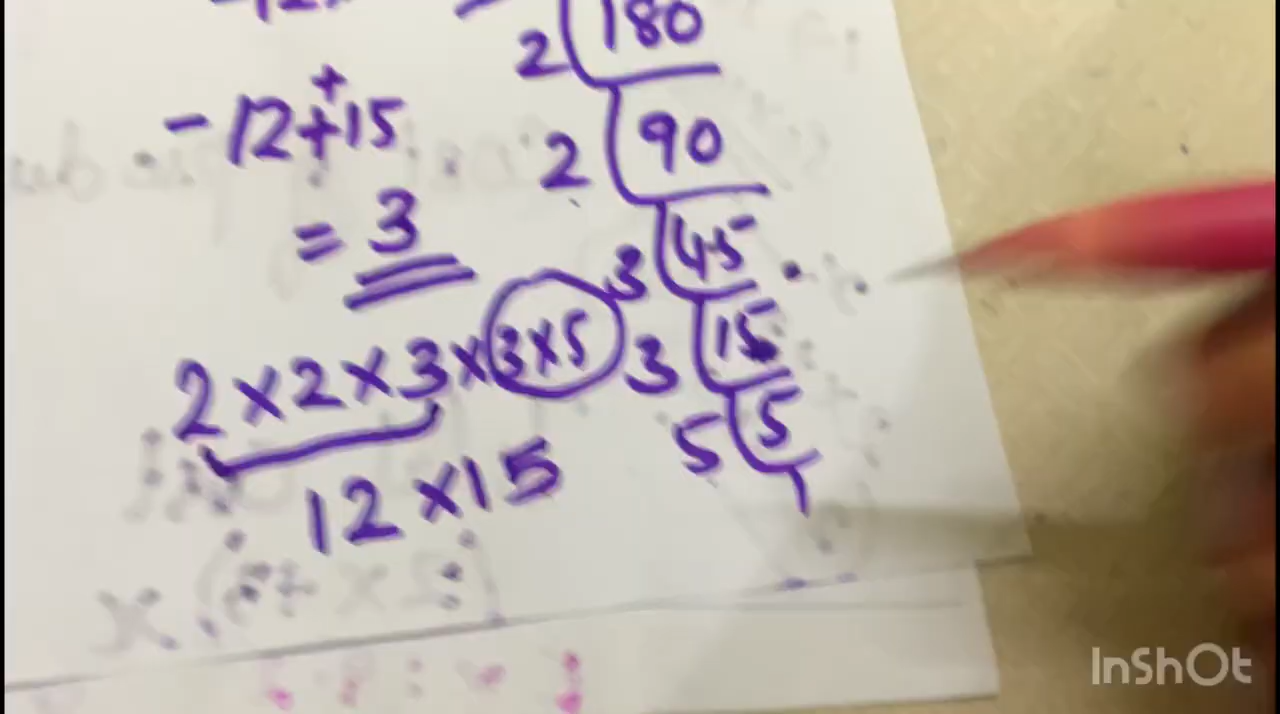 2 180
- 12 + 15
+
2 90
= 3
3 45
2 x 2 x 3 x 3 x 5
3 15
5 5
1
12 x 15
InShOt